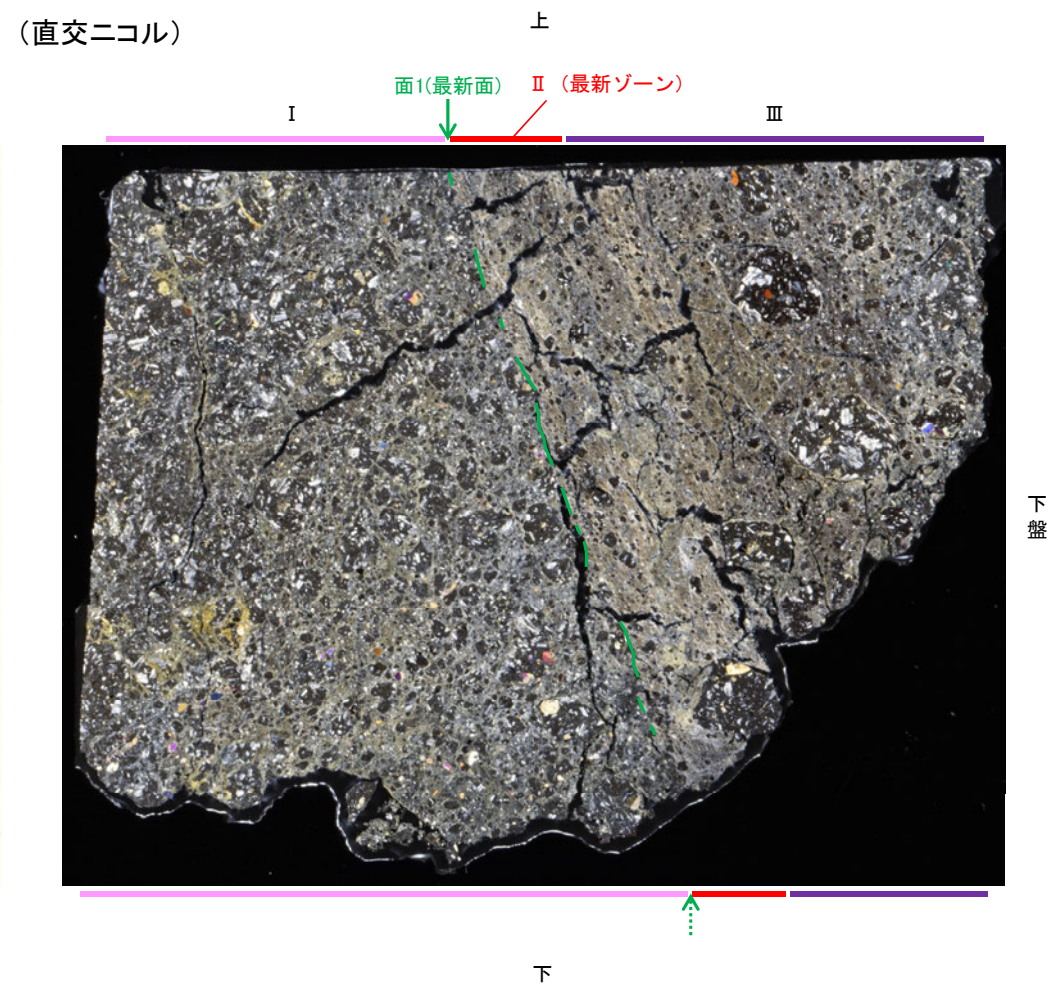 （直交ニコル）
上
面1(最新面)
Ⅱ （最新ゾーン）
Ⅰ
Ⅲ
下盤
下